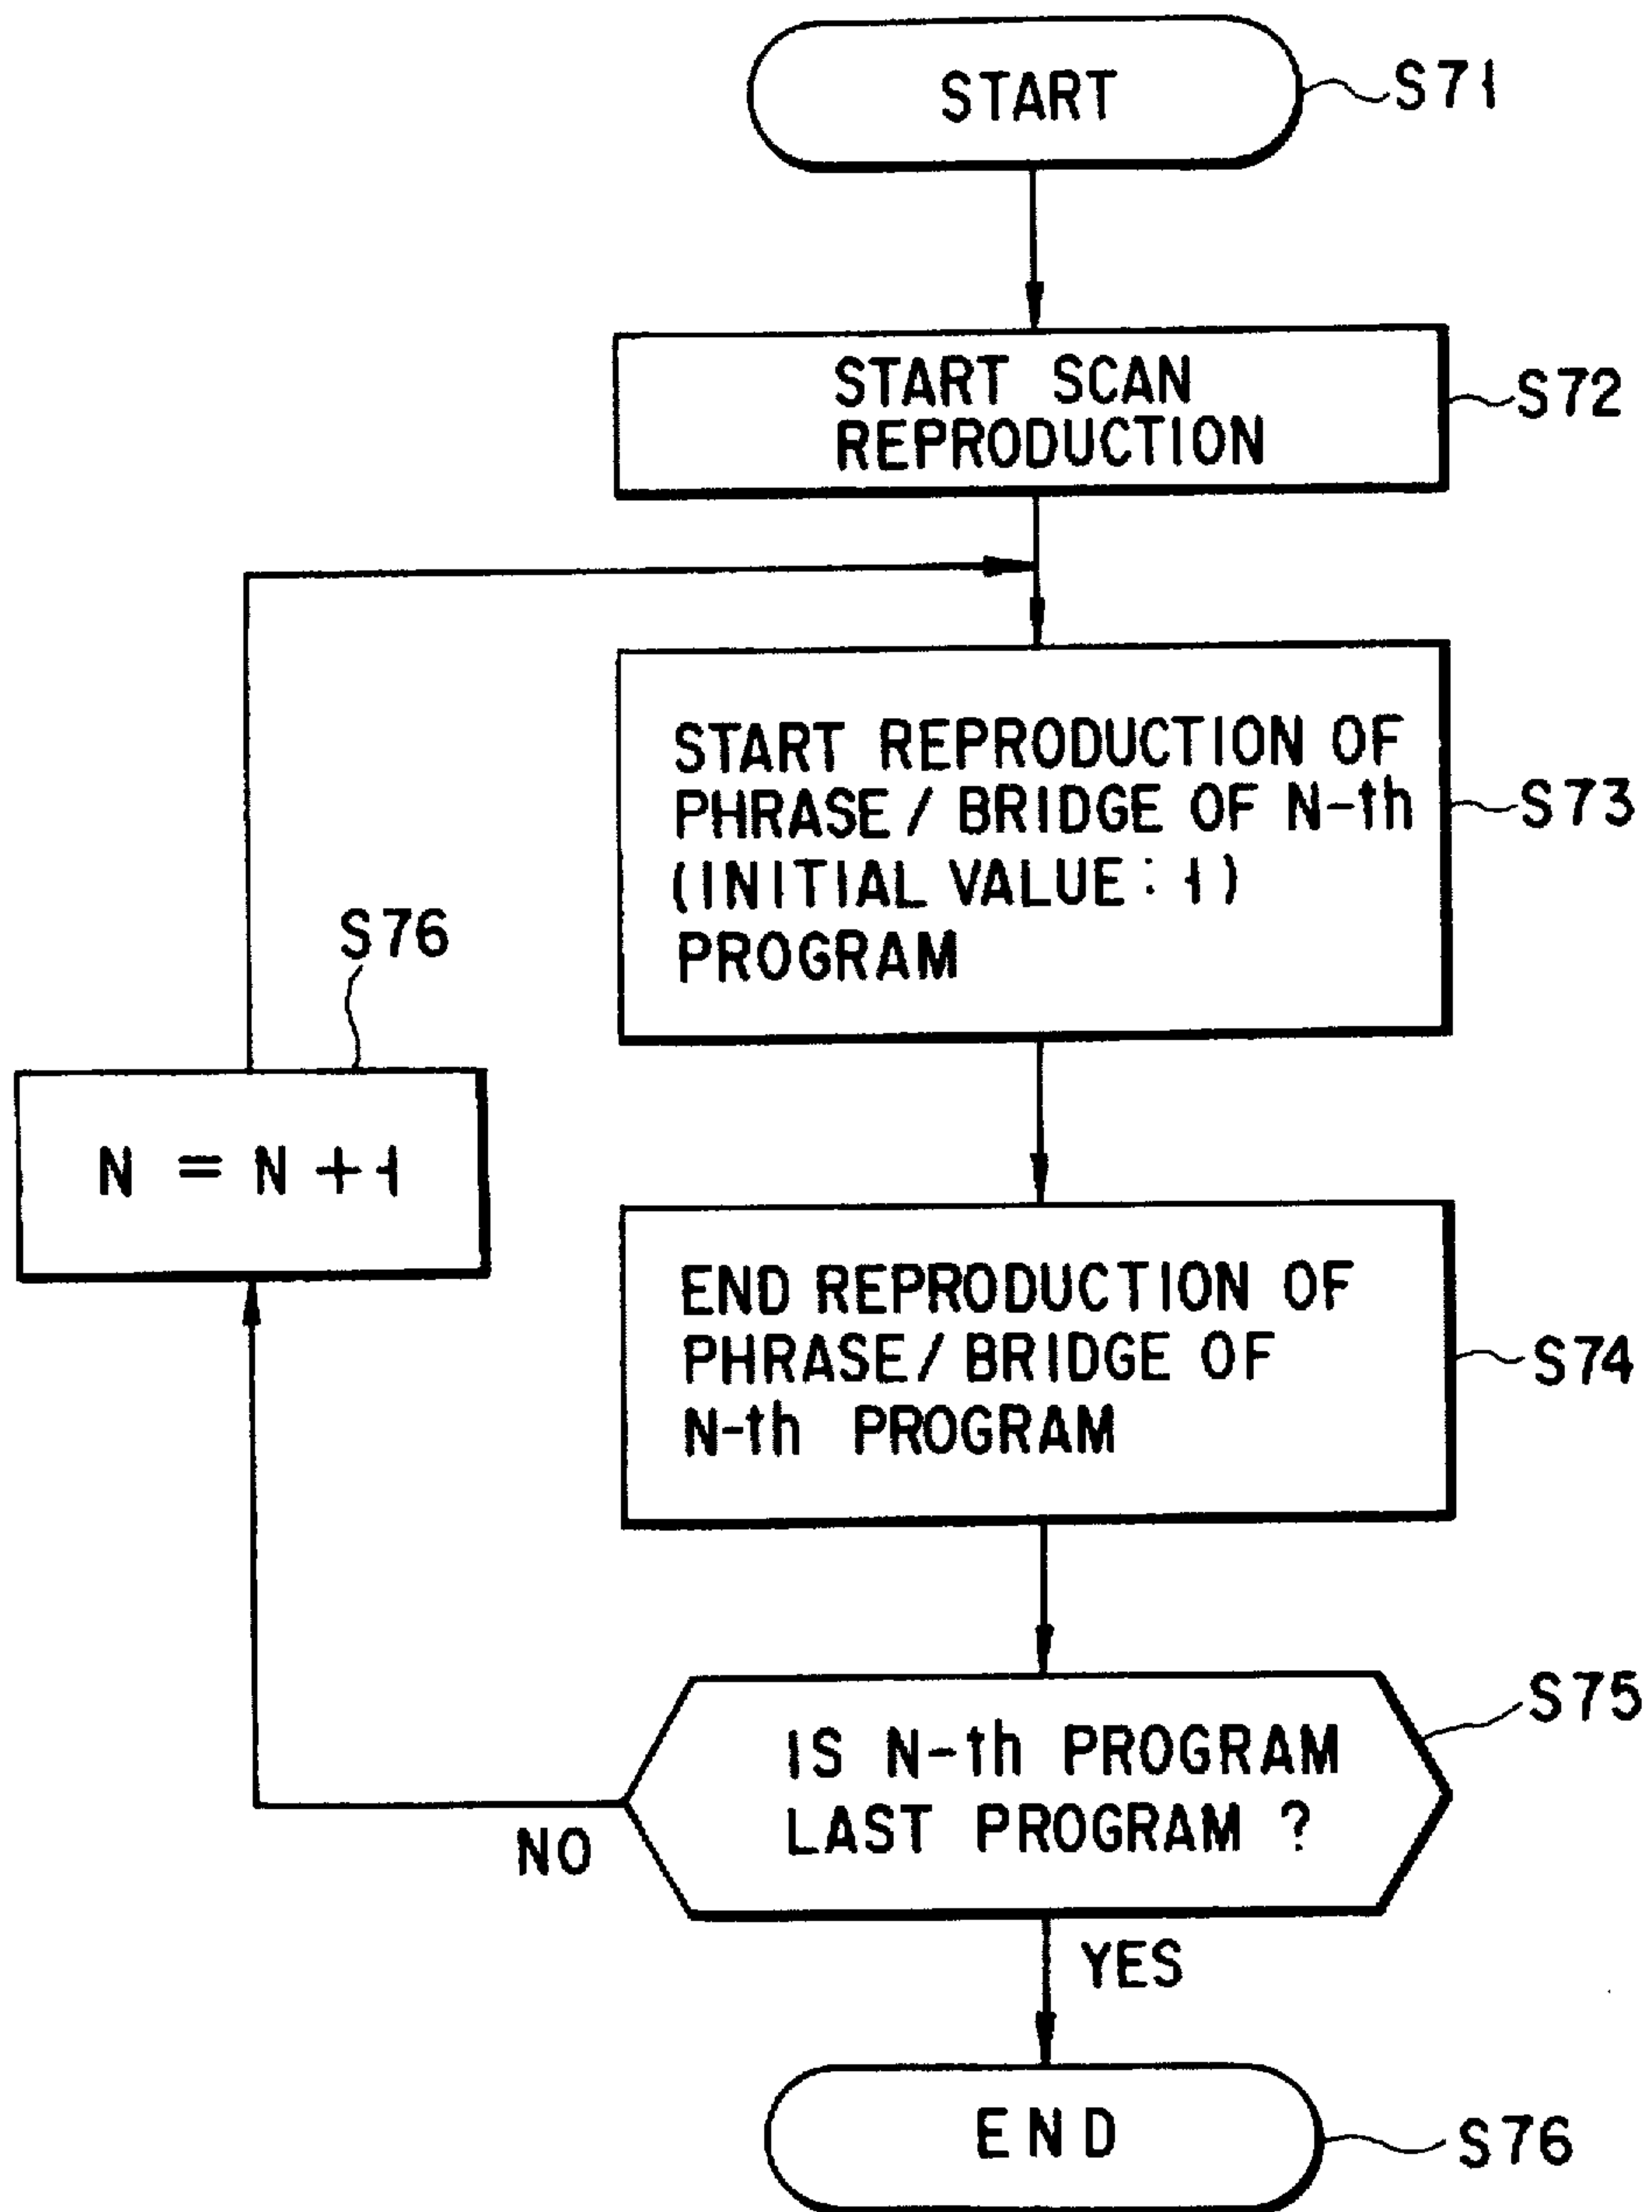 START
S71
START SCAN
REPRODUCTION
S72
START REPRODUCTION OF
PHRASE / BRIDGE OF N-th
(INITIAL VALUE : 1)
PROGRAM
S73
S76
N = N + 1
END REPRODUCTION OF
PHRASE / BRIDGE OF
N-th PROGRAM
S74
IS N-th PROGRAM
LAST PROGRAM ?
S75
NO
YES
END
S76